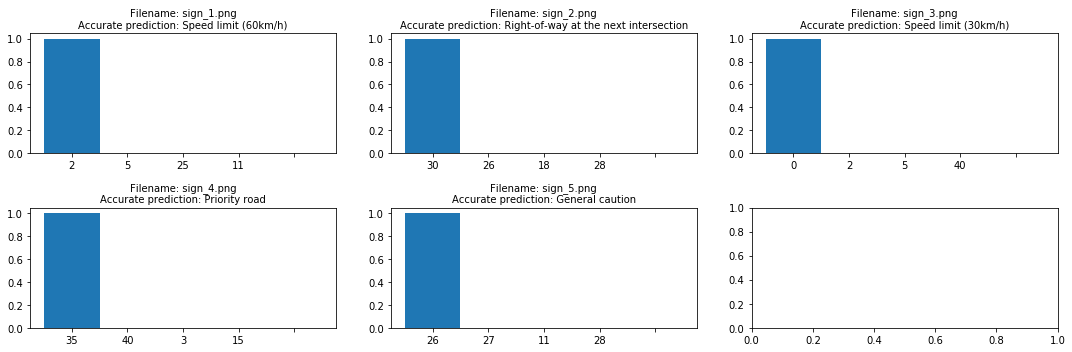 Filename: sign_1.png
Accurate prediction: Speed limit (60km/h)
1.0
0.8
0.6
0.4
0.2
0.0
2 5 25 11
Filename: sign_2.png
Accurate prediction: Right-of-way at the next intersection
1.0
0.8
0.6
0.4
0.2
0.0
30 26 18 28
Filename: sign_3.png
Accurate prediction: Speed limit (30km/h)
1.0
0.8
0.6
0.4
0.2
0.0
0 2 5 40
Filename: sign_4.png
Accurate prediction: Priority road
1.0
0.8
0.6
0.4
0.2
0.0
35 40 3 15
Filename: sign_5.png
Accurate prediction: General caution
1.0
0.8
0.6
0.4
0.2
0.0
26 27 11 28
1.0
0.8
0.6
0.4
0.2
0.0
0.0 0.2 0.4 0.6 0.8 1.0